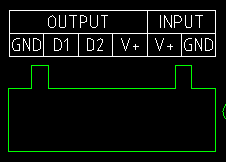 OUTPUT INPUT
GND D1 D2 V+ V+ GND